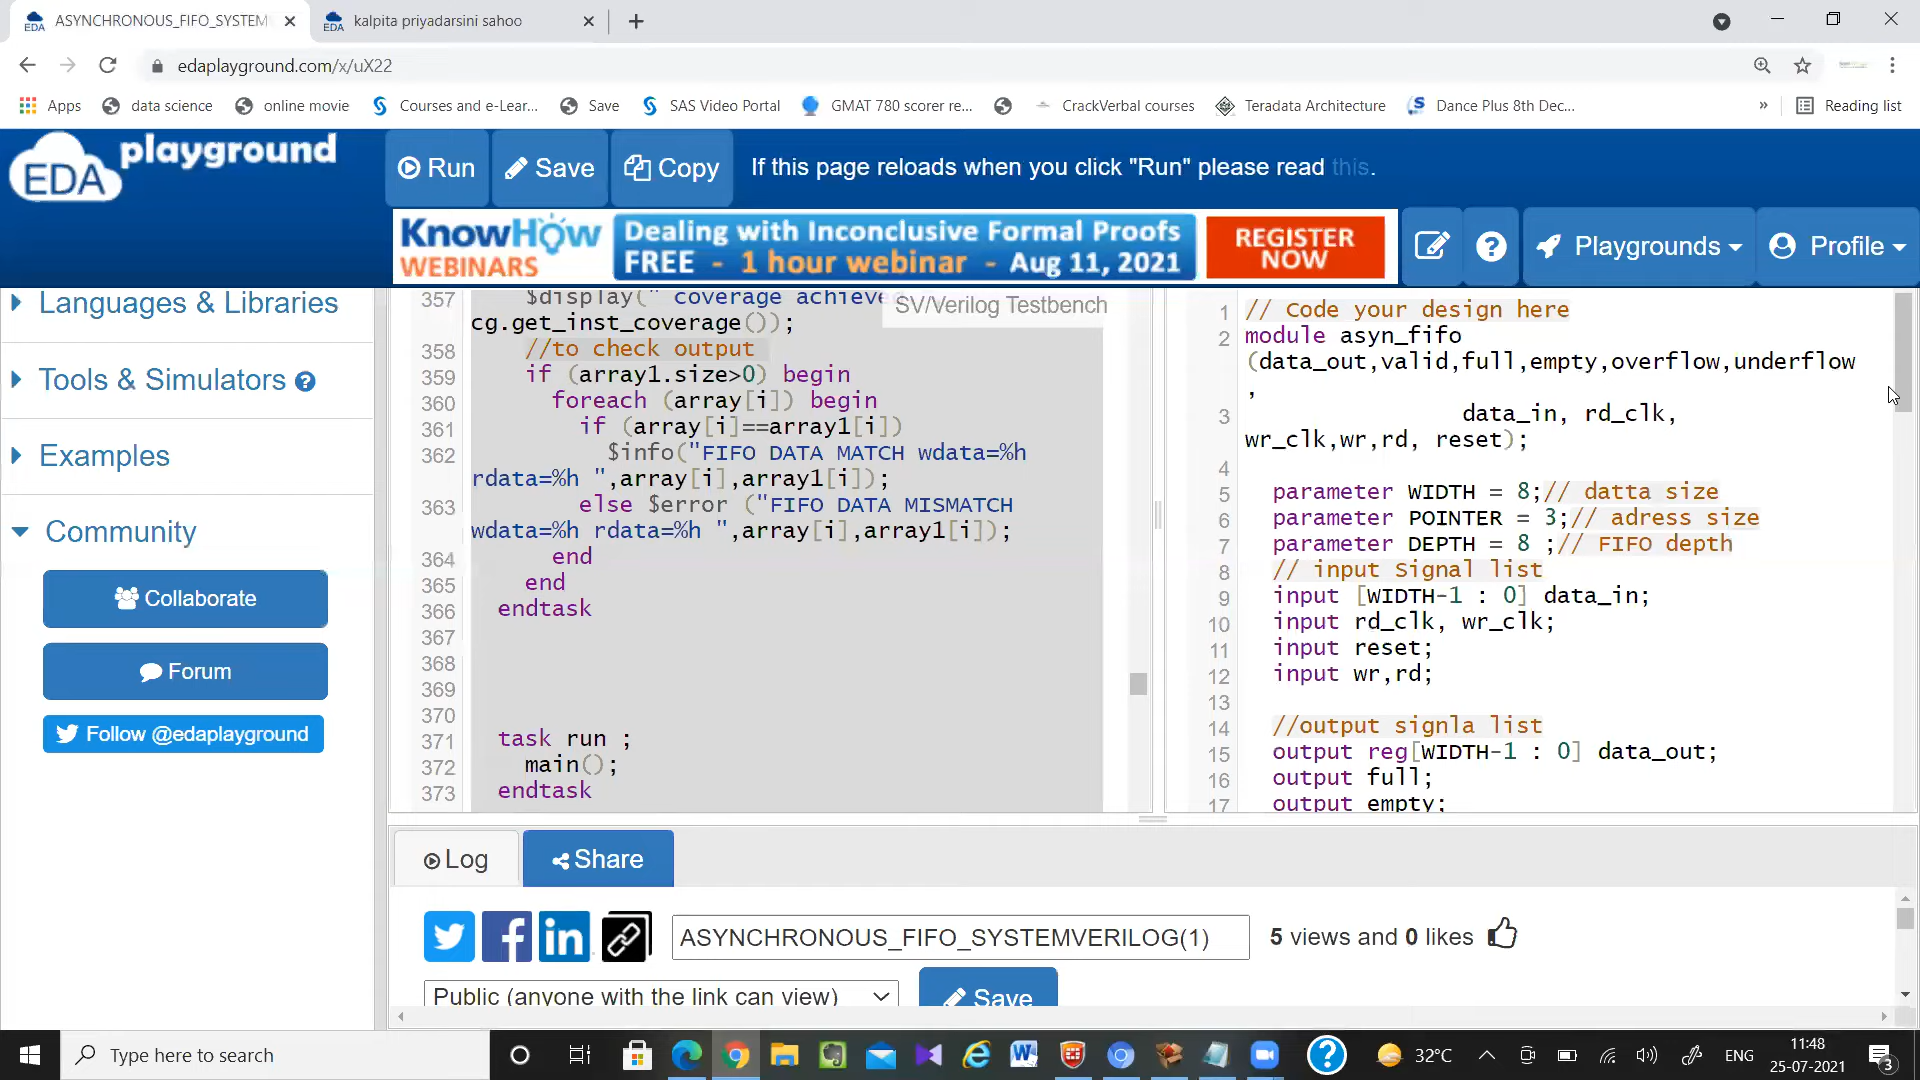 ASYNCHRONOUS_FIFO_SYSTEM
kalpita priyadarsini sahoo
edaplayground.com/x/uX22
Apps
data science
online movie
Courses and e-Lear...
Save
SAS Video Portal
GMAT 780 scorer re...
CrackVerbal courses
Teradata Architecture
Dance Plus 8th Dec...
»
Reading list
EDA playground
Run
Save
Copy
If this page reloads when you click "Run" please read this.
KnowHow WEBINARS
Dealing with Inconclusive Formal Proofs
FREE - 1 hour webinar - Aug 11, 2021
REGISTER NOW
Playgrounds
Profile
Languages & Libraries
Tools & Simulators
Examples
Community
Collaborate
Forum
Follow @edaplayground
SV/Verilog Testbench
357 $display(" coverage achieve
cg.get_inst_coverage());
358 //to check output
359 if (array1.size>0) begin
360 foreach (array[i]) begin
361 if (array[i]==array1[i])
362 $info("FIFO DATA MATCH wdata=%h
rdata=%h ",array[i],array1[i]);
363 else $error ("FIFO DATA MISMATCH
wdata=%h rdata=%h ",array[i],array1[i]);
364 end
365 end
366 endtask
367
368
369
370
371 task run ;
372 main();
373 endtask
1 // Code your design here
2 module asyn_fifo
(data_out,valid,full,empty,overflow,underflow
,
3 data_in, rd_clk,
wr_clk,wr,rd, reset);
4
5 parameter WIDTH = 8;// datta size
6 parameter POINTER = 3;// adress size
7 parameter DEPTH = 8 ;// FIFO depth
8 // input Signal list
9 input [WIDTH-1 : 0] data_in;
10 input rd_clk, wr_clk;
11 input reset;
12 input wr,rd;
13
14 //output signla list
15 output reg[WIDTH-1 : 0] data_out;
16 output full;
17 output empty;
Log
Share
ASYNCHRONOUS_FIFO_SYSTEMVERILOG(1)
5 views and 0 likes
Public (anyone with the link can view)
Save
Type here to search
32°C
ENG
11:48
25-07-2021
3